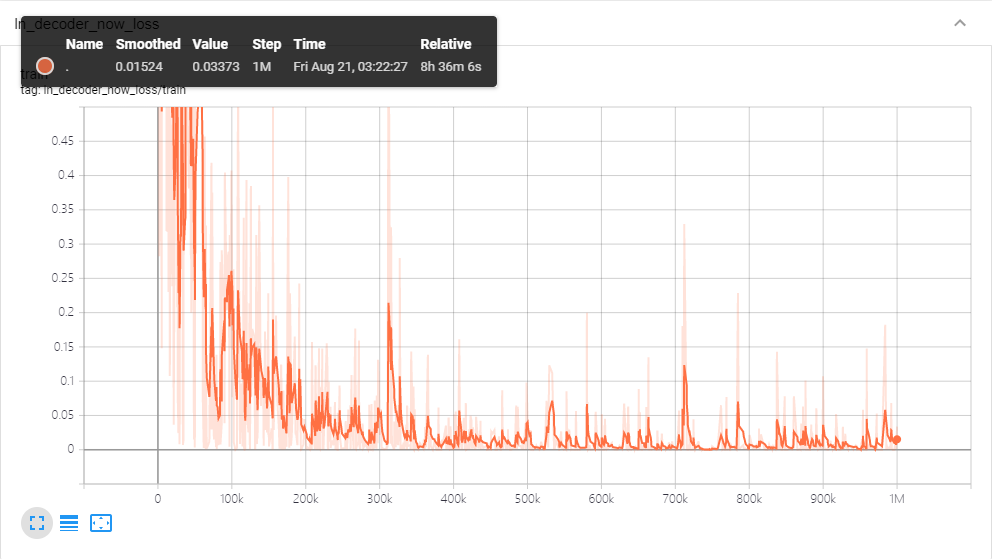 ln_decoder_now_loss
Name Smoothed Value Step Time Relative
. 0.01524 0.03373 1M Fri Aug 21, 03:22:27 8h 36m 6s
train
tag: ln_decoder_now_loss/train
0.45
0.4
0.35
0.3
0.25
0.2
0.15
0.1
0.05
0
0 100k 200k 300k 400k 500k 600k 700k 800k 900k 1M